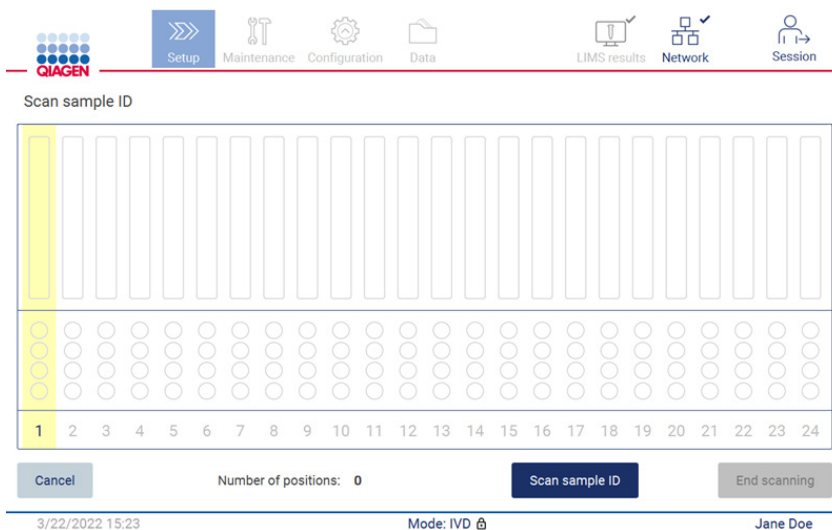 QIAGEN
Setup
Maintenance
Configuration
Data
LIMS results
Network
Session
Scan sample ID
1 2 3 4 5 6 7 8 9 10 11 12 13 14 15 16 17 18 19 20 21 22 23 24
Cancel
Number of positions: 0
Scan sample ID
End scanning
3/22/2022 15:23
Mode: IVD
Jane Doe